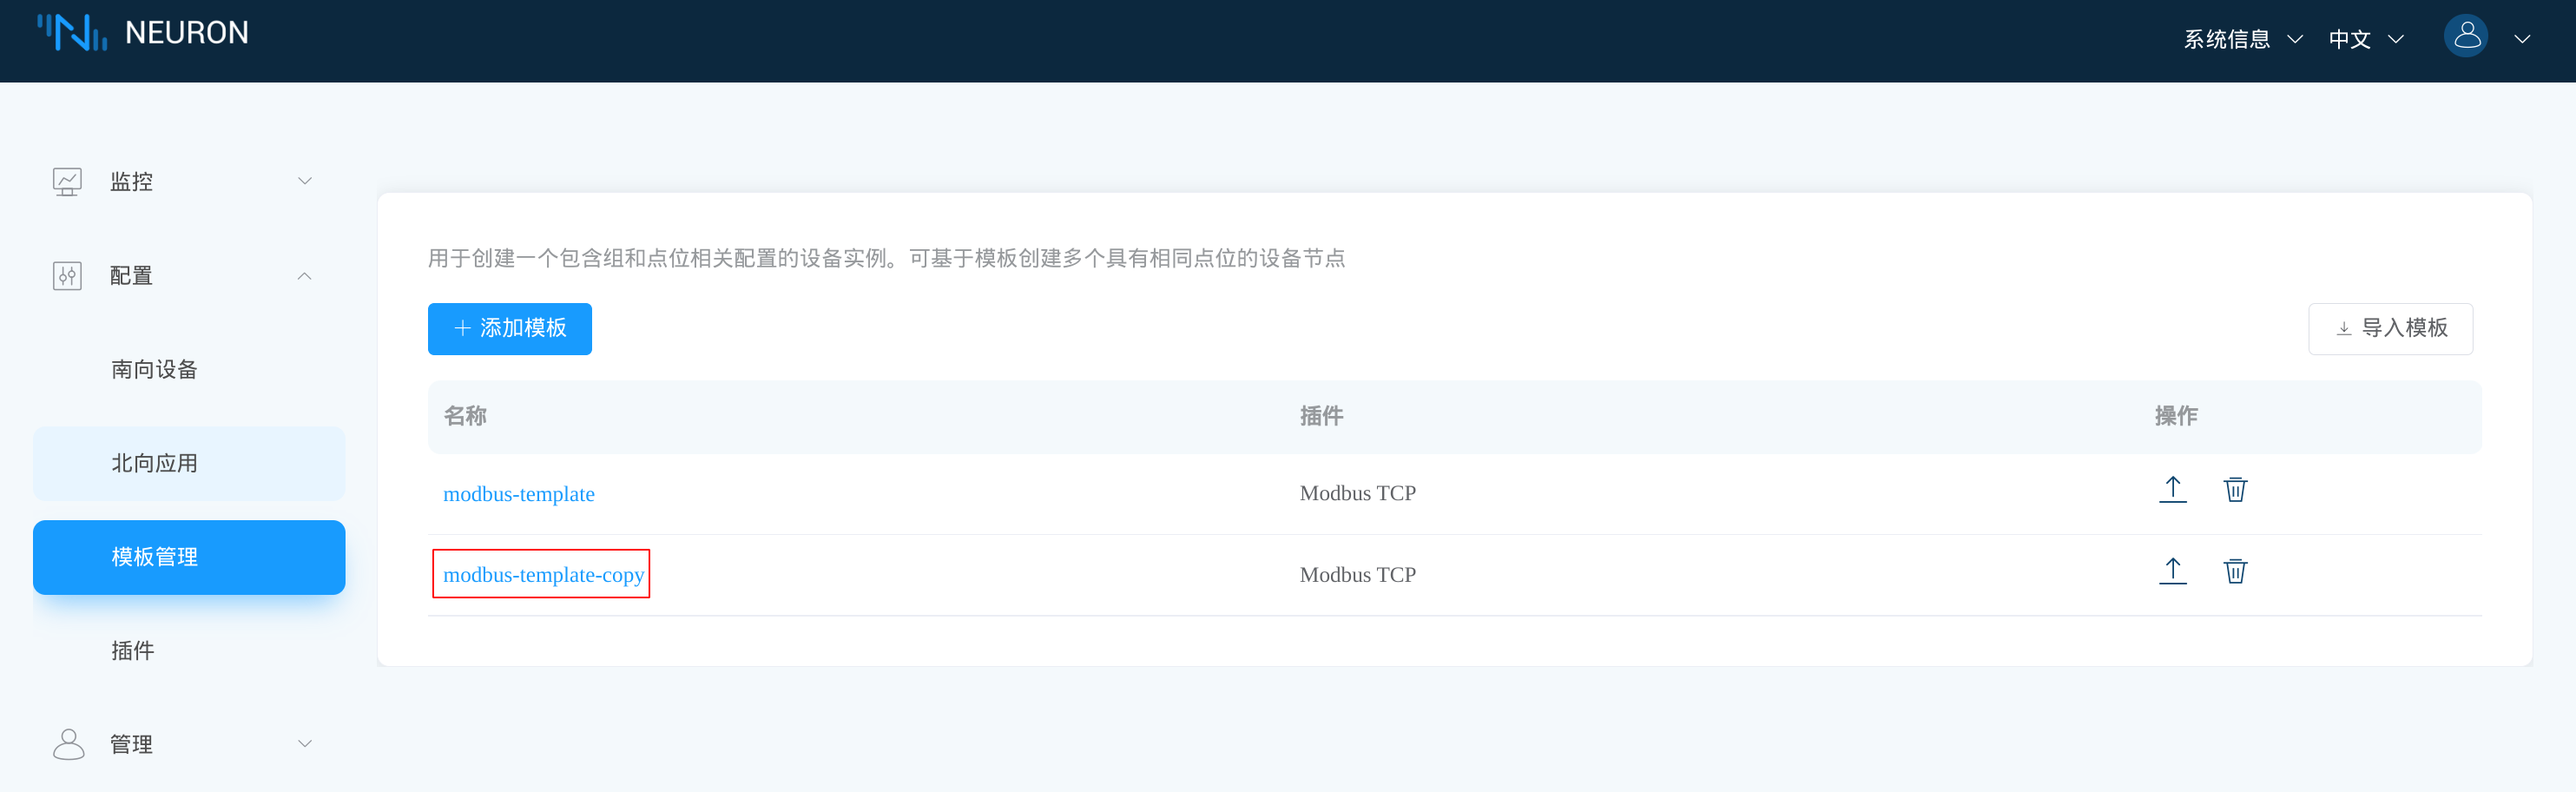 NEURON
系统信息 中文
监控
配置
南向设备
北向应用
模板管理
插件
管理
用于创建一个包含组和点位相关配置的设备实例。可基于模板创建多个具有相同点位的设备节点
添加模板 导入模板
名称 插件 操作
modbus-template Modbus TCP
modbus-template-copy Modbus TCP